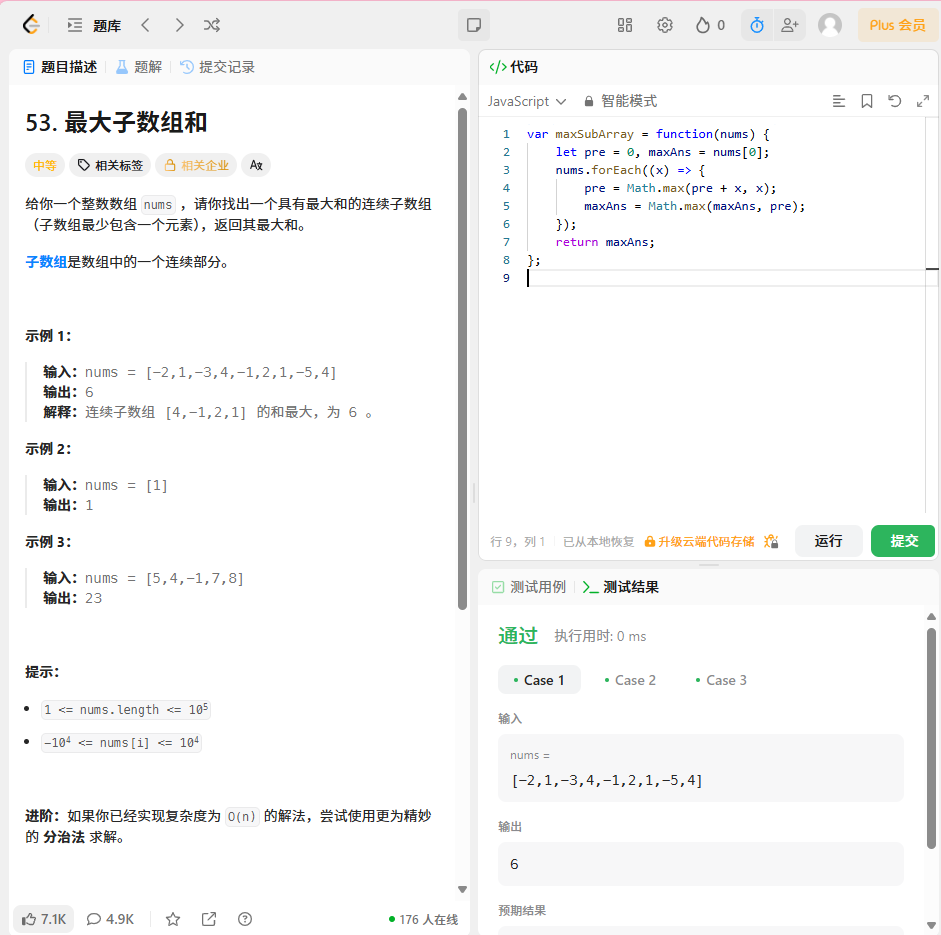 题库
0
Plus 会员
题目描述
题解
提交记录
53. 最大子数组和
中等
相关标签
相关企业
给你一个整数数组 nums ，请你找出一个具有最大和的连续子数组
（子数组最少包含一个元素），返回其最大和。
子数组是数组中的一个连续部分。
示例 1：
输入：nums = [-2,1,-3,4,-1,2,1,-5,4]
输出：6
解释：连续子数组 [4,-1,2,1] 的和最大，为 6 。
示例 2：
输入：nums = [1]
输出：1
示例 3：
输入：nums = [5,4,-1,7,8]
输出：23
提示：
1 <= nums.length <= 10⁵
-10⁴ <= nums[i] <= 10⁴
进阶：如果你已经实现复杂度为 O(n) 的解法，尝试使用更为精妙
的 分治法 求解。
7.1K
4.9K
176 人在线
</> 代码
JavaScript
智能模式
1 var maxSubArray = function(nums) {
2     let pre = 0, maxAns = nums[0];
3     nums.forEach((x) => {
4         pre = Math.max(pre + x, x);
5         maxAns = Math.max(maxAns, pre);
6     });
7     return maxAns;
8 };
9
行 9，列 1
已从本地恢复
升级云端代码存储
运行
提交
测试用例
>_ 测试结果
通过
执行用时: 0 ms
• Case 1
• Case 2
• Case 3
输入
nums =
[-2,1,-3,4,-1,2,1,-5,4]
输出
6
预期结果